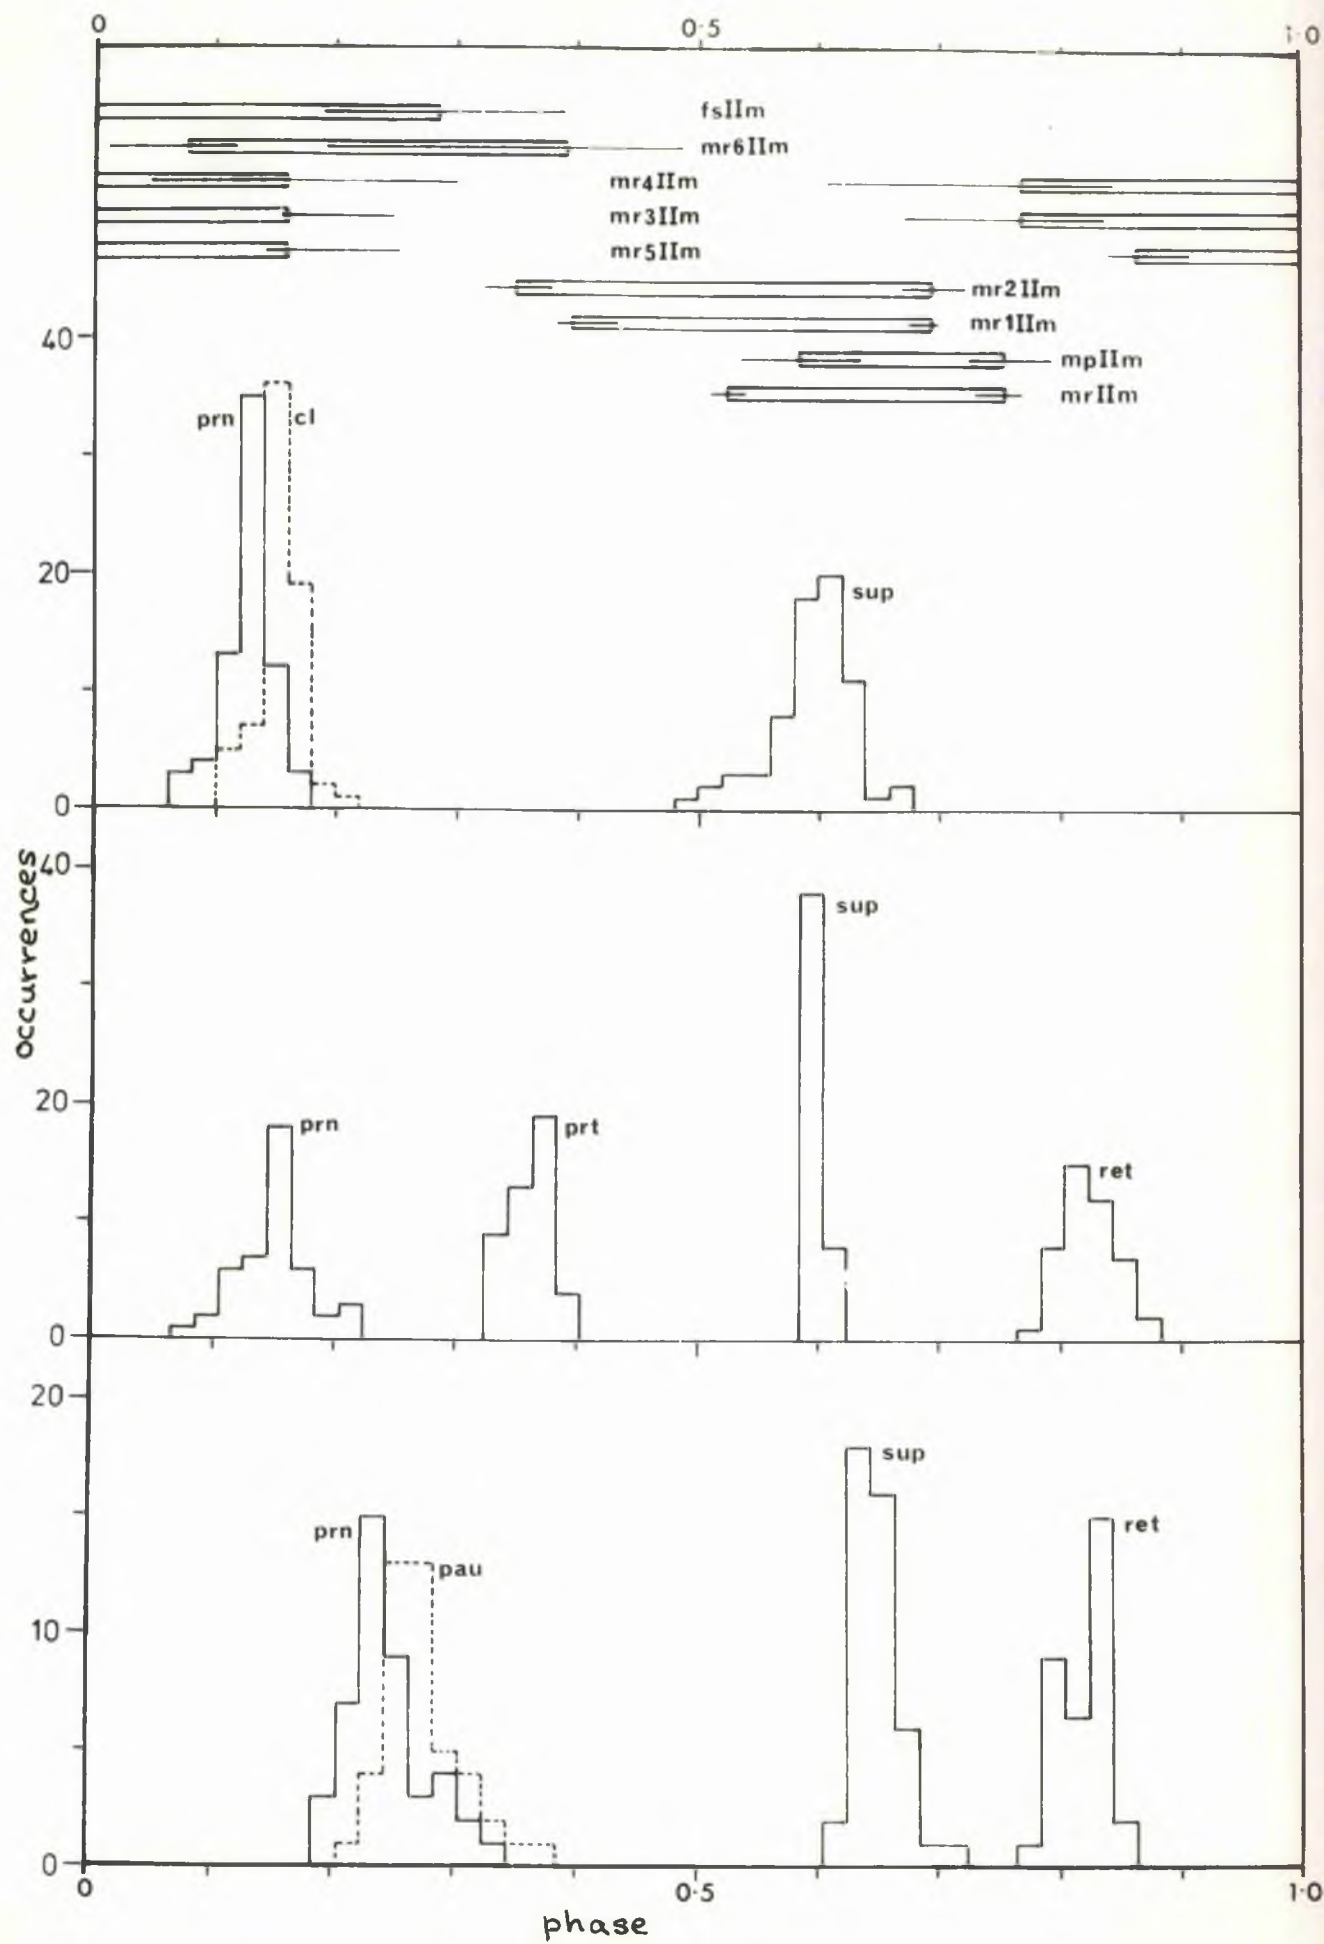 0 0·5 1·0
fsIIm
mr6IIm
mr4IIm
mr3IIm
mr5IIm
mr2IIm
mr1IIm
mpIIm
mrIIm
40
prn cl
20
sup
0
occurrences
40
sup
20
prn prt
ret
0
20
sup
prn
ret
pau
10
0
0 0·5 1·0
phase